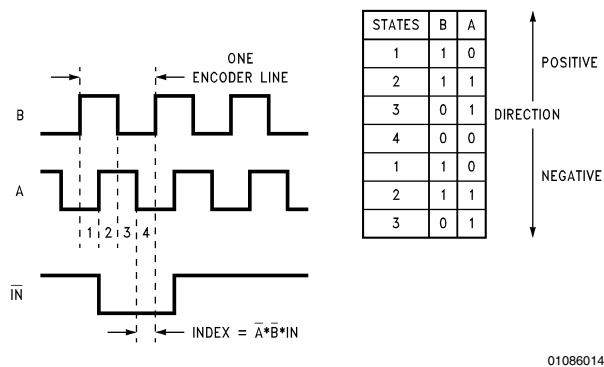 ONE
ENCODER LINE
B
A
1 2 3 4
IN
INDEX = A*B*IN
STATES B A
1 1 0
2 1 1
3 0 1
4 0 0
1 1 0
2 1 1
3 0 1
POSITIVE
DIRECTION
NEGATIVE
01086014